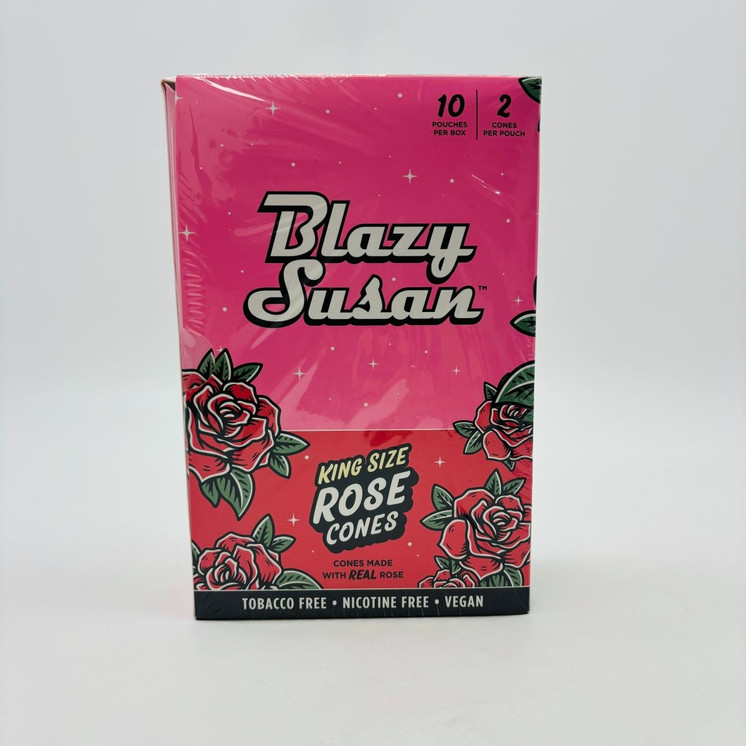 10
POUCHES
PER BOX
2
CONES
PER POUCH
Blazy
Susan™
KING SIZE
ROSE
CONES
CONES MADE
WITH REAL ROSE
TOBACCO FREE • NICOTINE FREE • VEGAN